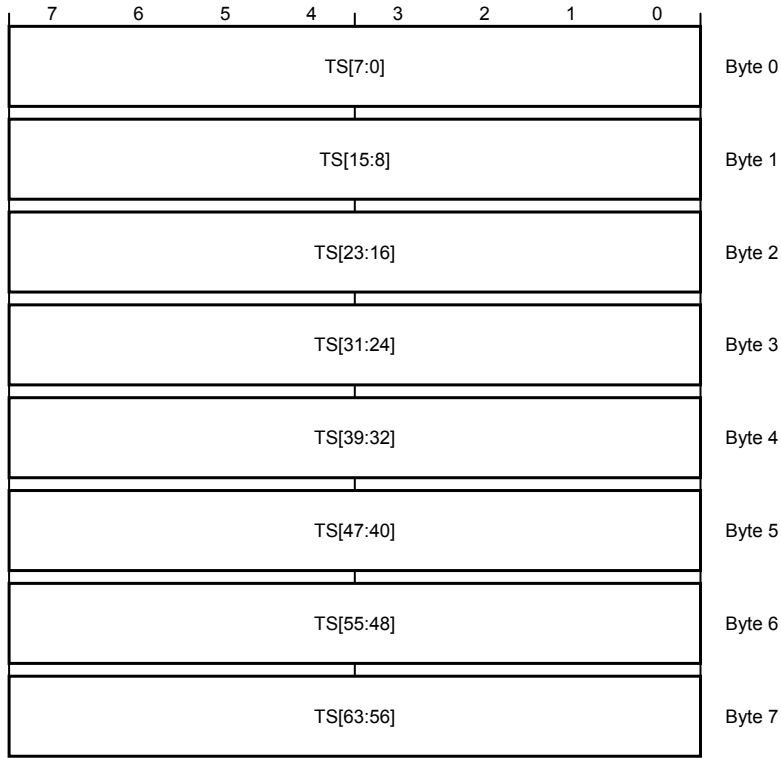 7 6 5 4 3 2 1 0
TS[7:0] Byte 0
TS[15:8] Byte 1
TS[23:16] Byte 2
TS[31:24] Byte 3
TS[39:32] Byte 4
TS[47:40] Byte 5
TS[55:48] Byte 6
TS[63:56] Byte 7